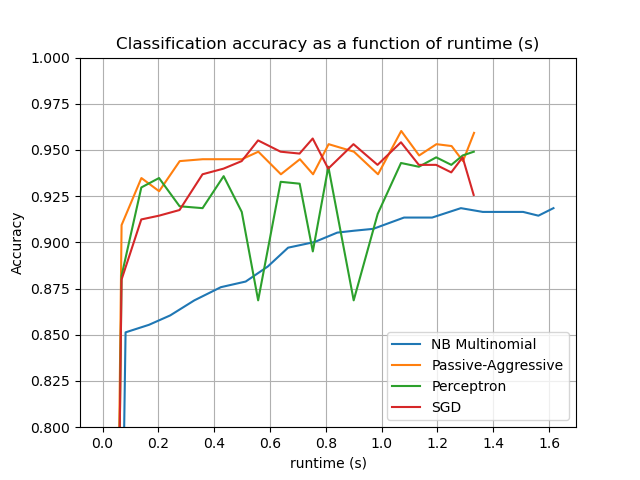 Classification accuracy as a function of runtime (s)
1.000
0.975
0.950
0.925
0.900
0.875
0.850
0.825
0.800
Accuracy
NB Multinomial
Passive-Aggressive
Perceptron
SGD
0.0 0.2 0.4 0.6 0.8 1.0 1.2 1.4 1.6
runtime (s)